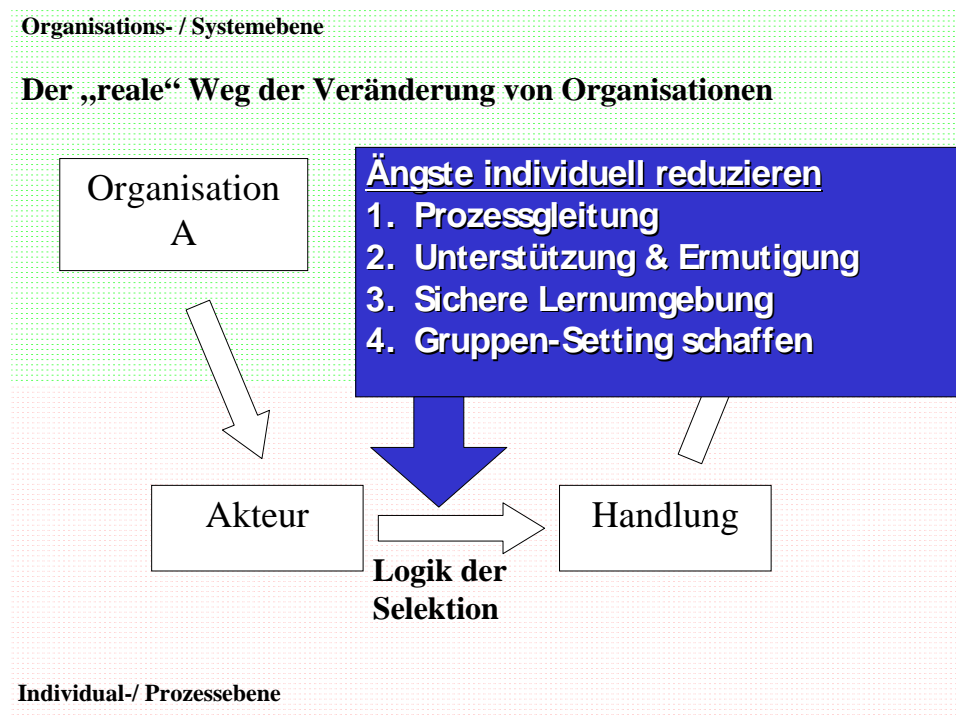 Organisations- / Systemebene
Der „reale“ Weg der Veränderung von Organisationen
Organisation
A
Ängste individuell reduzieren
1. Prozessgleitung
2. Unterstützung & Ermutigung
3. Sichere Lernumgebung
4. Gruppen-Setting schaffen
Akteur
Handlung
Logik der
Selektion
Individual-/ Prozessebene